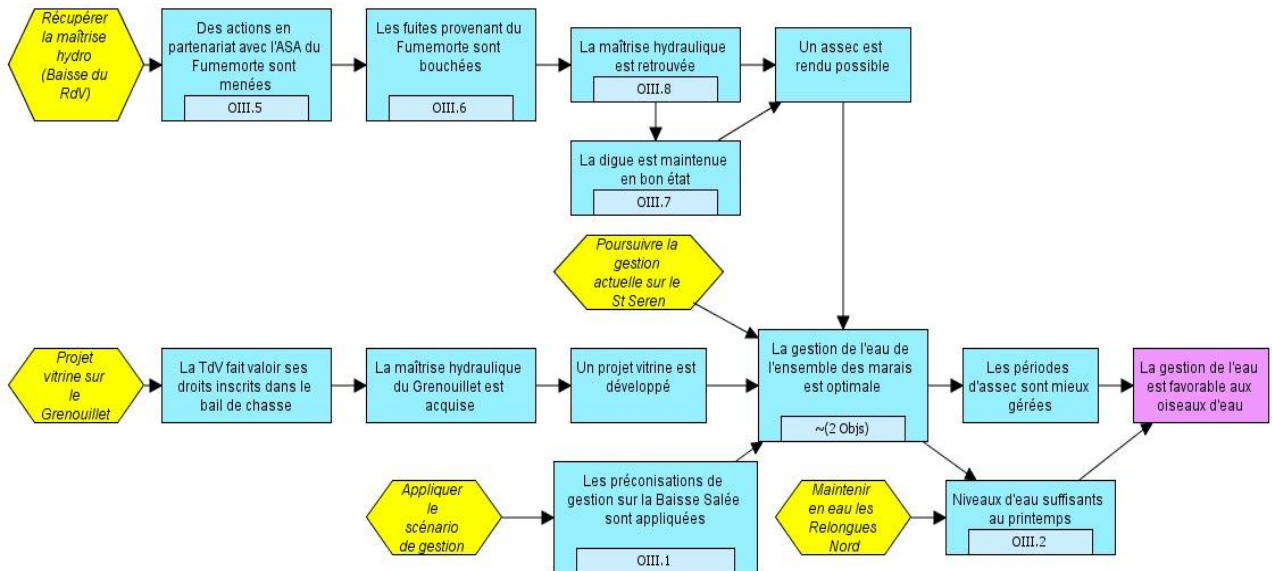 Récupérer
la maîtrise
hydro
(Baisse du
RdV)
Des actions en
partenariat avec l'ASA du
Fumemorte sont
menées
OIII.5
Les fuites provenant du
Fumemorte sont
bouchées
OIII.6
La maîtrise hydraulique
est retrouvée
OIII.8
Un assec est
rendu possible
La digue est maintenue
en bon état
OIII.7
Poursuivre la
gestion
actuelle sur le
St Seren
Projet
vitrine sur
le
Grenouillet
La TdV fait valoir ses
droits inscrits dans le
bail de chasse
La maîtrise hydraulique
du Grenouillet est
acquise
Un projet vitrine est
développé
La gestion de l'eau de
l'ensemble des marais
est optimale
~(2 Objs)
Les périodes
d'assec sont mieux
gérées
La gestion de l'eau
est favorable aux
oiseaux d'eau
Appliquer
le
scénario
de gestion
Les préconisations de
gestion sur la Baisse Salée
sont appliquées
OIII.1
Maintenir
en eau les
Relongues
Nord
Niveaux d'eau suffisants
au printemps
OIII.2